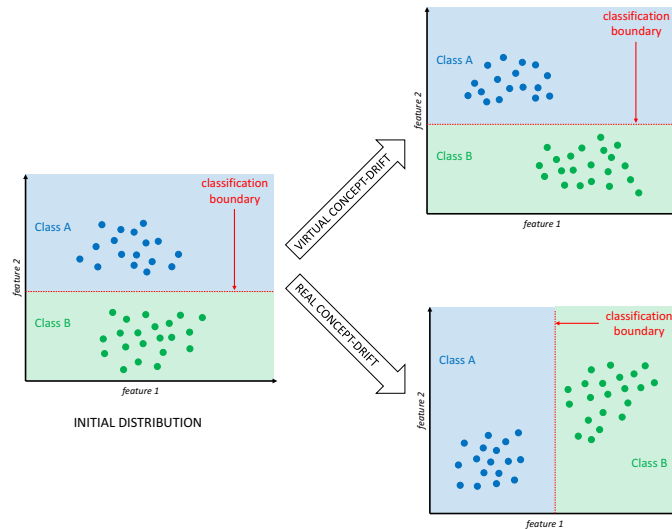 classification
boundary
Class A
feature 2
Class B
feature 1
VIRTUAL CONCEPT-DRIFT
classification
boundary
Class A
feature 2
Class B
feature 1
INITIAL DISTRIBUTION
REAL CONCEPT-DRIFT
classification
boundary
Class A
feature 2
Class B
feature 1